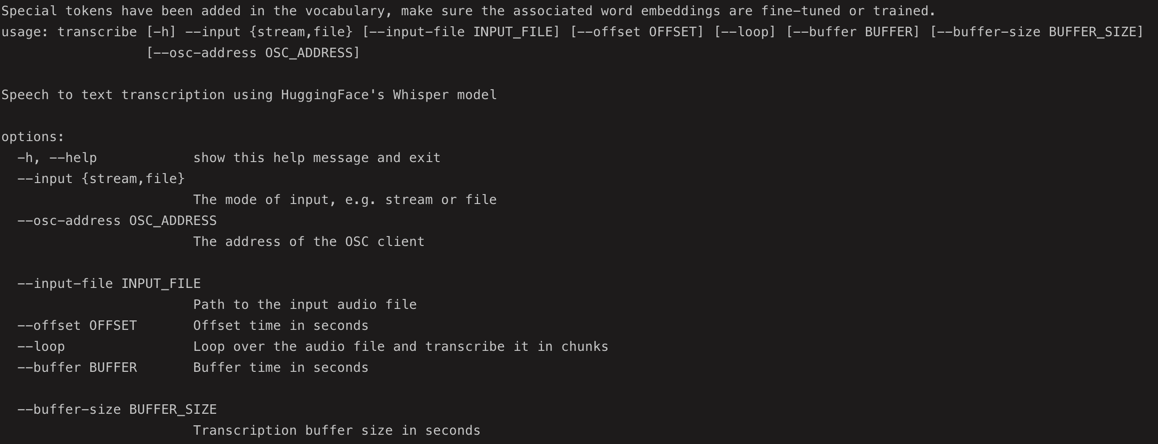 Special tokens have been added in the vocabulary, make sure the associated word embeddings are fine-tuned or trained.
usage: transcribe [-h] --input {stream,file} [--input-file INPUT_FILE] [--offset OFFSET] [--loop] [--buffer BUFFER] [--buffer-size BUFFER_SIZE]
[--osc-address OSC_ADDRESS]
Speech to text transcription using HuggingFace's Whisper model
options:
-h, --help show this help message and exit
--input {stream,file}
The mode of input, e.g. stream or file
--osc-address OSC_ADDRESS
The address of the OSC client
--input-file INPUT_FILE
Path to the input audio file
--offset OFFSET Offset time in seconds
--loop Loop over the audio file and transcribe it in chunks
--buffer BUFFER Buffer time in seconds
--buffer-size BUFFER_SIZE
Transcription buffer size in seconds